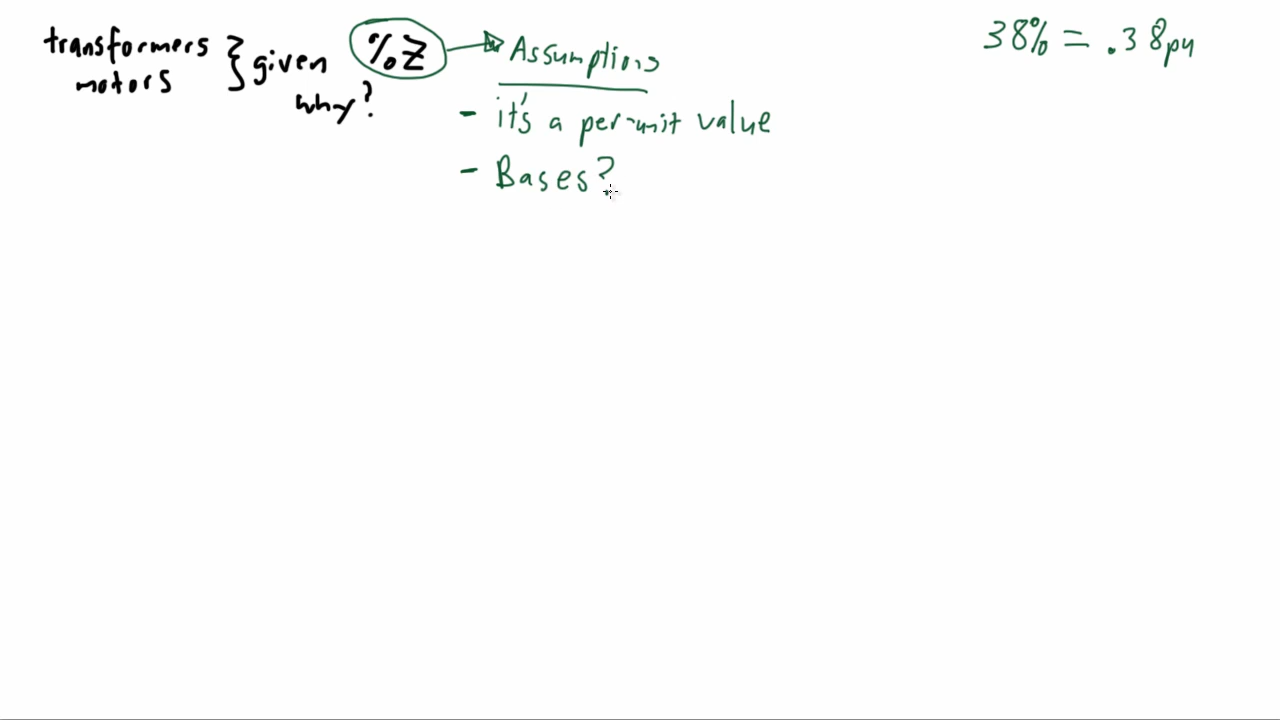 transformers
motors
} given
why?
%Z
Assumptions
- it's a per-unit value
- Bases?
38% = .38pu